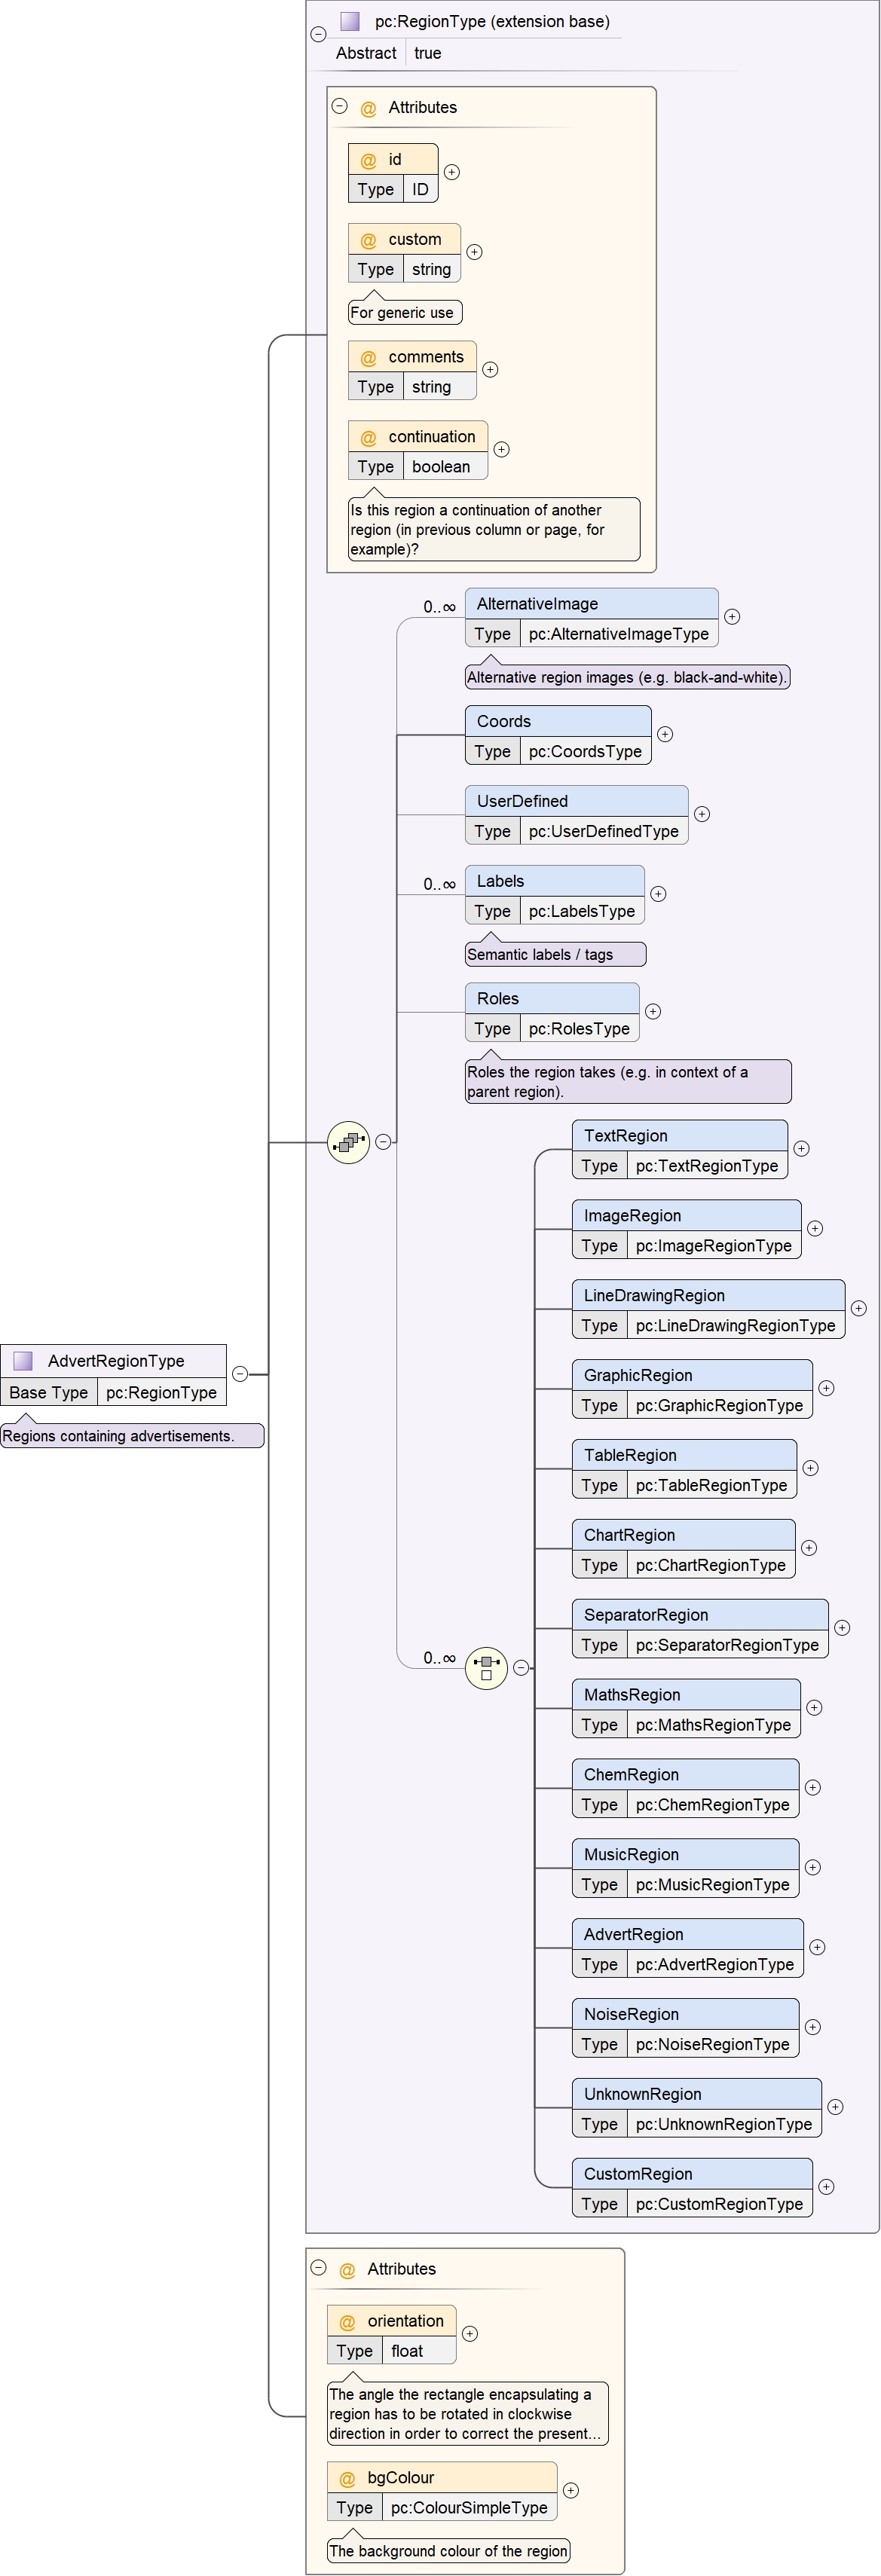 pc:RegionType (extension base)
Abstract true
@ Attributes
@ id
Type ID
@ custom
Type string
For generic use
@ comments
Type string
@ continuation
Type boolean
Is this region a continuation of another
region (in previous column or page, for
example)?
0..∞
AlternativeImage
Type pc:AlternativeImageType
Alternative region images (e.g. black-and-white).
Coords
Type pc:CoordsType
UserDefined
Type pc:UserDefinedType
0..∞
Labels
Type pc:LabelsType
Semantic labels / tags
Roles
Type pc:RolesType
Roles the region takes (e.g. in context of a
parent region).
TextRegion
Type pc:TextRegionType
ImageRegion
Type pc:ImageRegionType
LineDrawingRegion
Type pc:LineDrawingRegionType
AdvertRegionType
Base Type pc:RegionType
Regions containing advertisements.
GraphicRegion
Type pc:GraphicRegionType
TableRegion
Type pc:TableRegionType
ChartRegion
Type pc:ChartRegionType
SeparatorRegion
Type pc:SeparatorRegionType
0..∞
MathsRegion
Type pc:MathsRegionType
ChemRegion
Type pc:ChemRegionType
MusicRegion
Type pc:MusicRegionType
AdvertRegion
Type pc:AdvertRegionType
NoiseRegion
Type pc:NoiseRegionType
UnknownRegion
Type pc:UnknownRegionType
CustomRegion
Type pc:CustomRegionType
@ Attributes
@ orientation
Type float
The angle the rectangle encapsulating a
region has to be rotated in clockwise
direction in order to correct the present...
@ bgColour
Type pc:ColourSimpleType
The background colour of the region